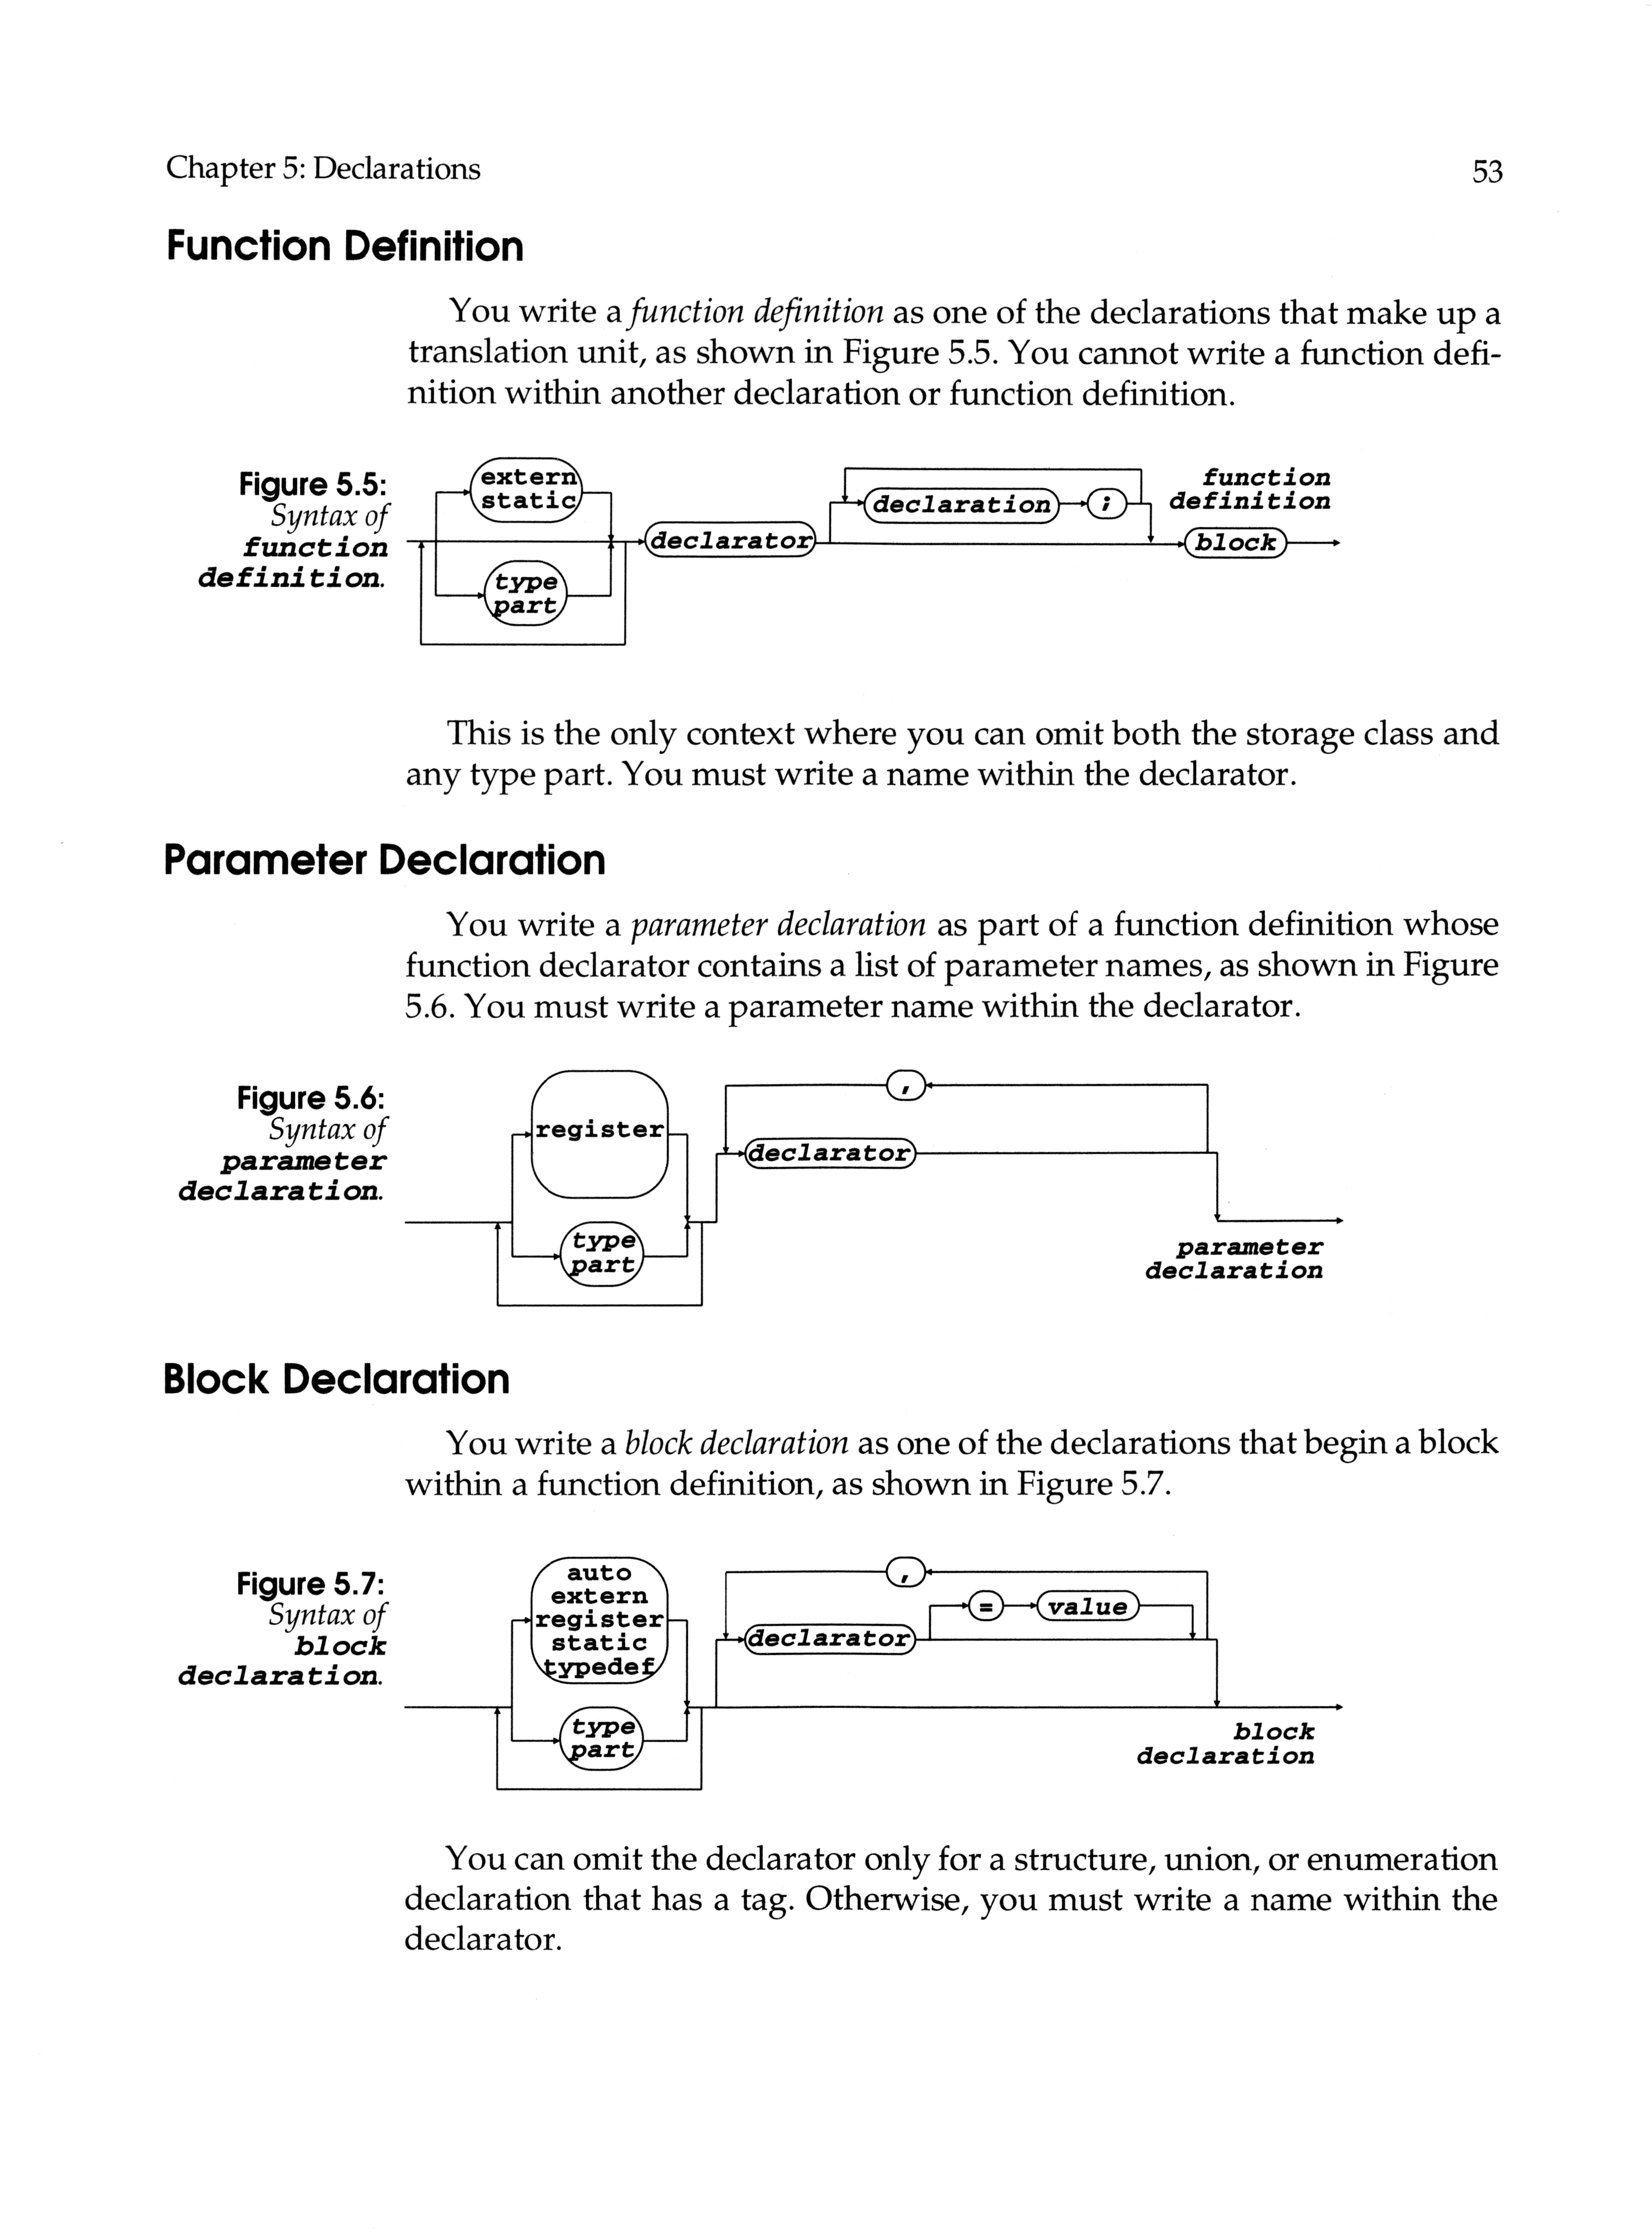 Chapter 5: Declarations 53
Function Definition
You write a function definition as one of the declarations that make up a
translation unit, as shown in Figure 5.5. You cannot write a function defi-
nition within another declaration or function definition.
Figure 5.5:
Syntax of
function
definition.
extern
static
type
part
declarator
declaration ;
function
definition
block
This is the only context where you can omit both the storage class and
any type part. You must write a name within the declarator.
Parameter Declaration
You write a parameter declaration as part of a function definition whose
function declarator contains a list of parameter names, as shown in Figure
5.6. You must write a parameter name within the declarator.
Figure 5.6:
Syntax of
parameter
declaration.
register
type
part
,
declarator
parameter
declaration
Block Declaration
You write a block declaration as one of the declarations that begin a block
within a function definition, as shown in Figure 5.7.
Figure 5.7:
Syntax of
block
declaration.
auto
extern
register
static
typedef
type
part
,
= value
declarator
block
declaration
You can omit the declarator only for a structure, union, or enumeration
declaration that has a tag. Otherwise, you must write a name within the
declarator.